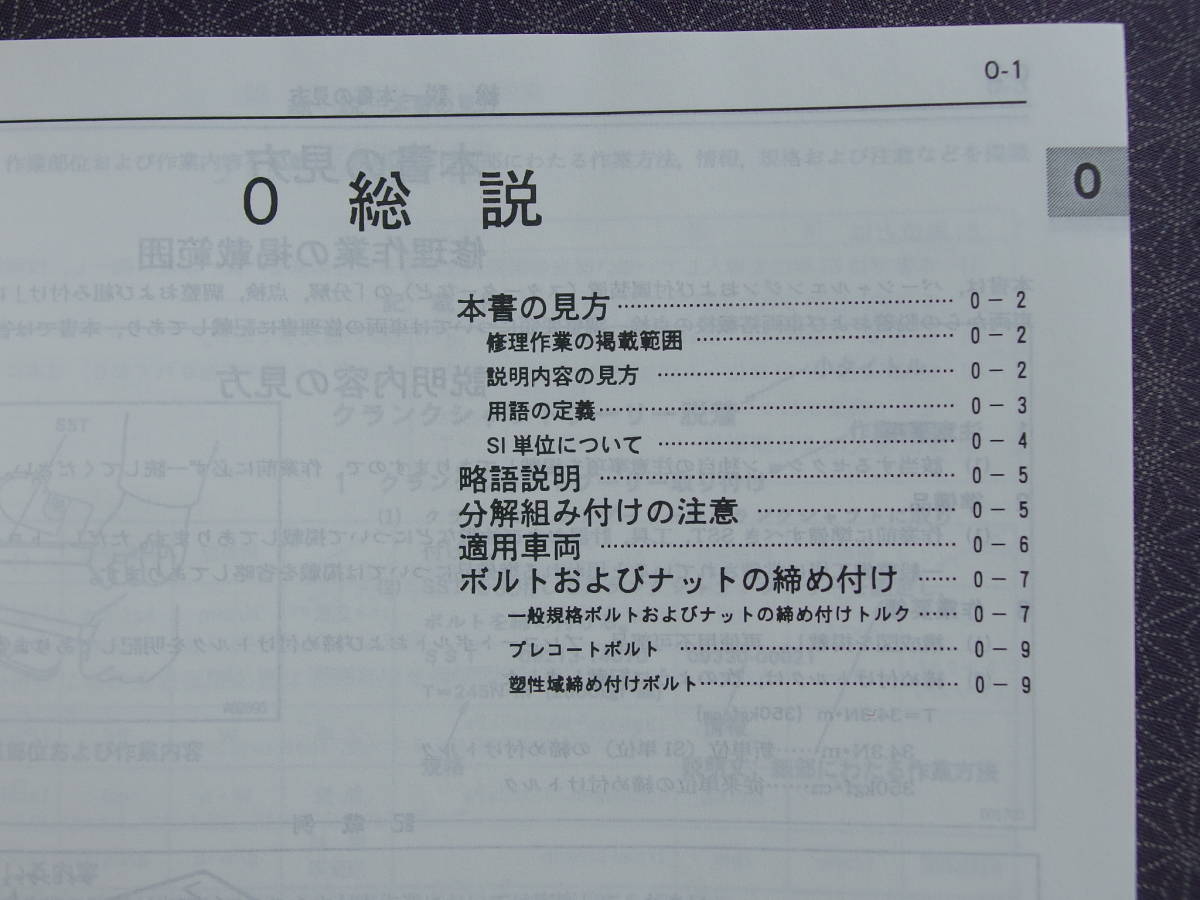 0-1
0
0 総 説
本書の見方……………………………… 0-2
修理作業の掲載範囲 ……………………… 0-2
説明内容の見方 ………………………… 0-2
用語の定義……………………………… 0-3
SI 単位について ………………………… 0-4
略語説明 ……………………………… 0-5
分解組み付けの注意 ………………… 0-5
適用車両 ……………………………… 0-6
ボルトおよびナットの締め付け …… 0-7
一般規格ボルトおよびナットの締め付けトルク …… 0-7
プレコートボルト ……………………… 0-9
塑性域締め付けボルト…………………… 0-9